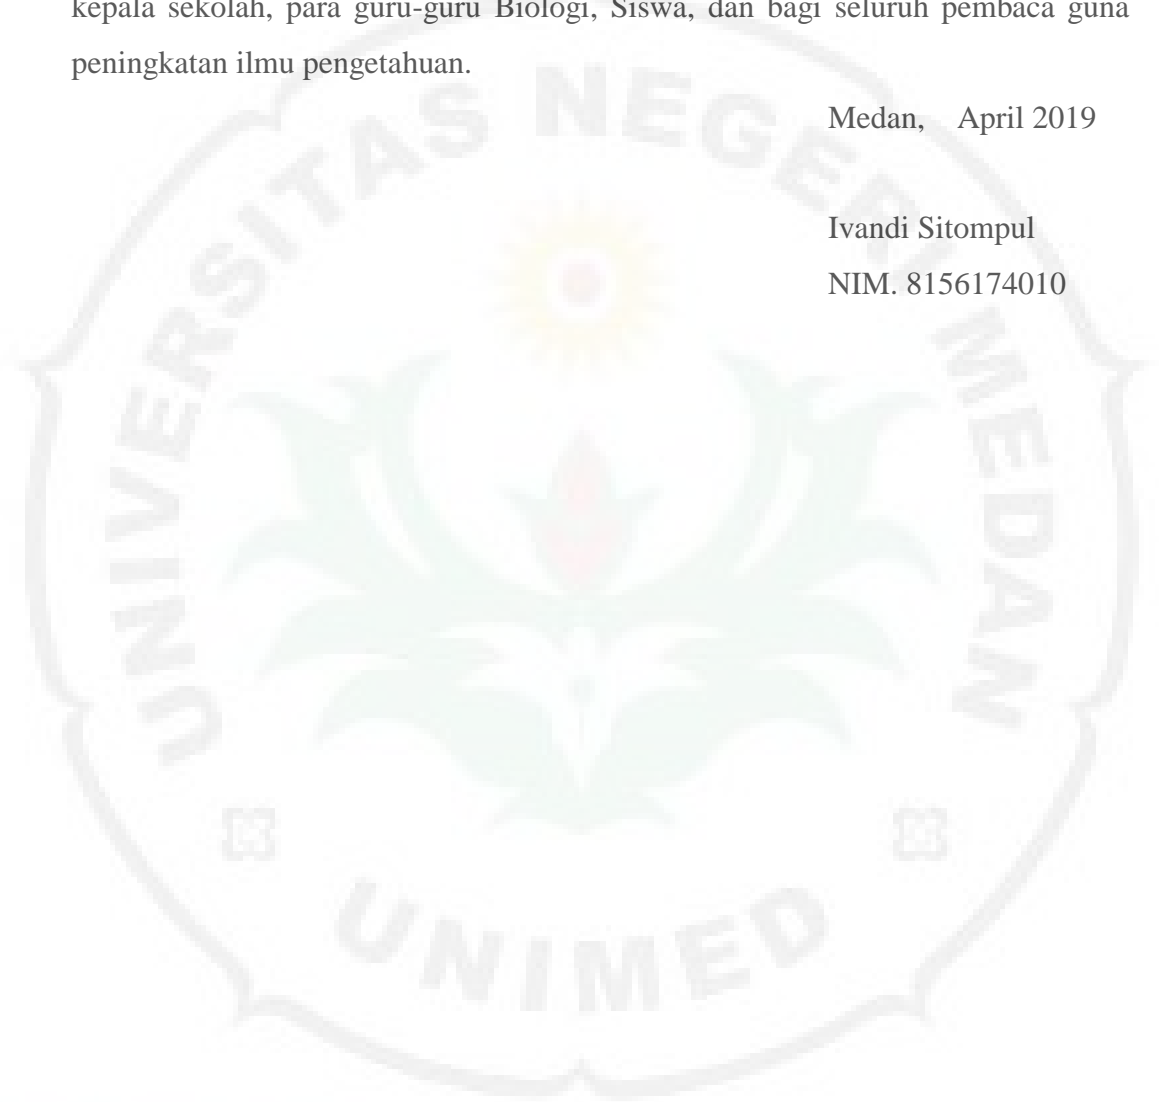 kepala sekolah, para guru-guru Biologi, Siswa, dan bagi seluruh pembaca guna
peningkatan ilmu pengetahuan.
Medan, April 2019
Ivandi Sitompul
NIM. 8156174010
UNIVERSITAS NEGERI MEDAN
UNIMED